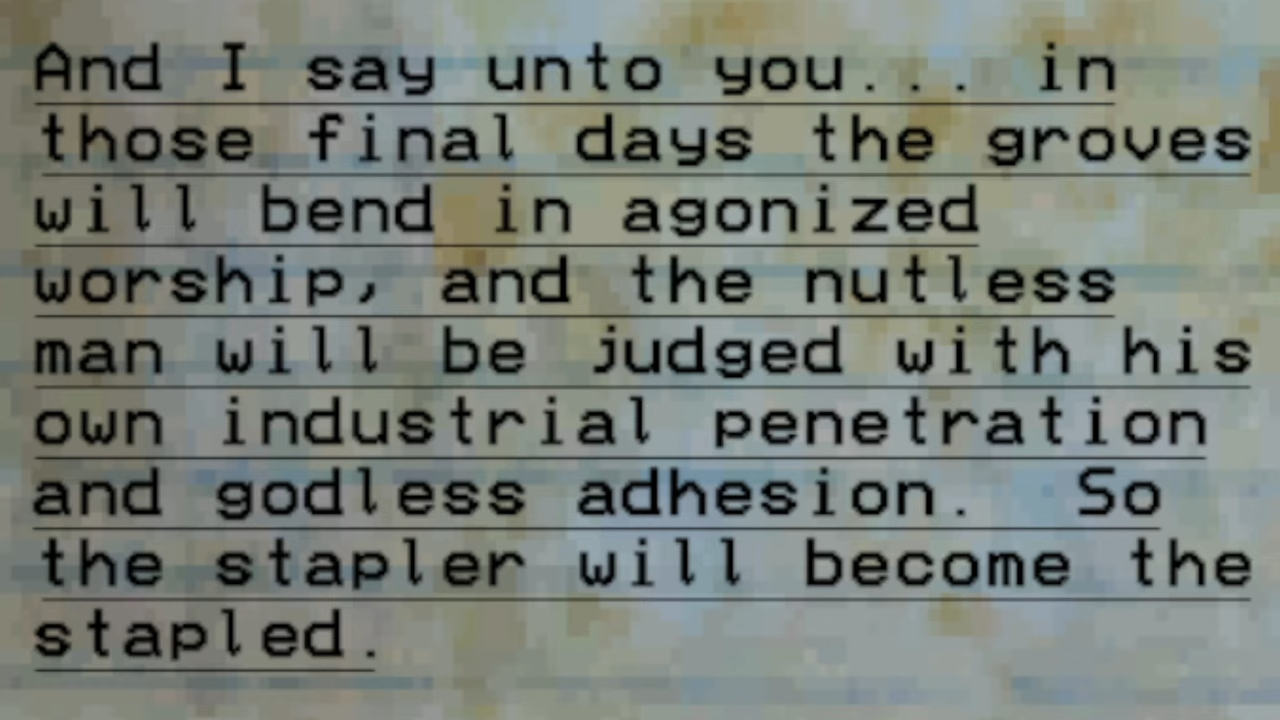 And I say unto you... in
those final days the groves
will bend in agonized
worship, and the nutless
man will be judged with his
own industrial penetration
and godless adhesion.  So
the stapler will become the
stapled.